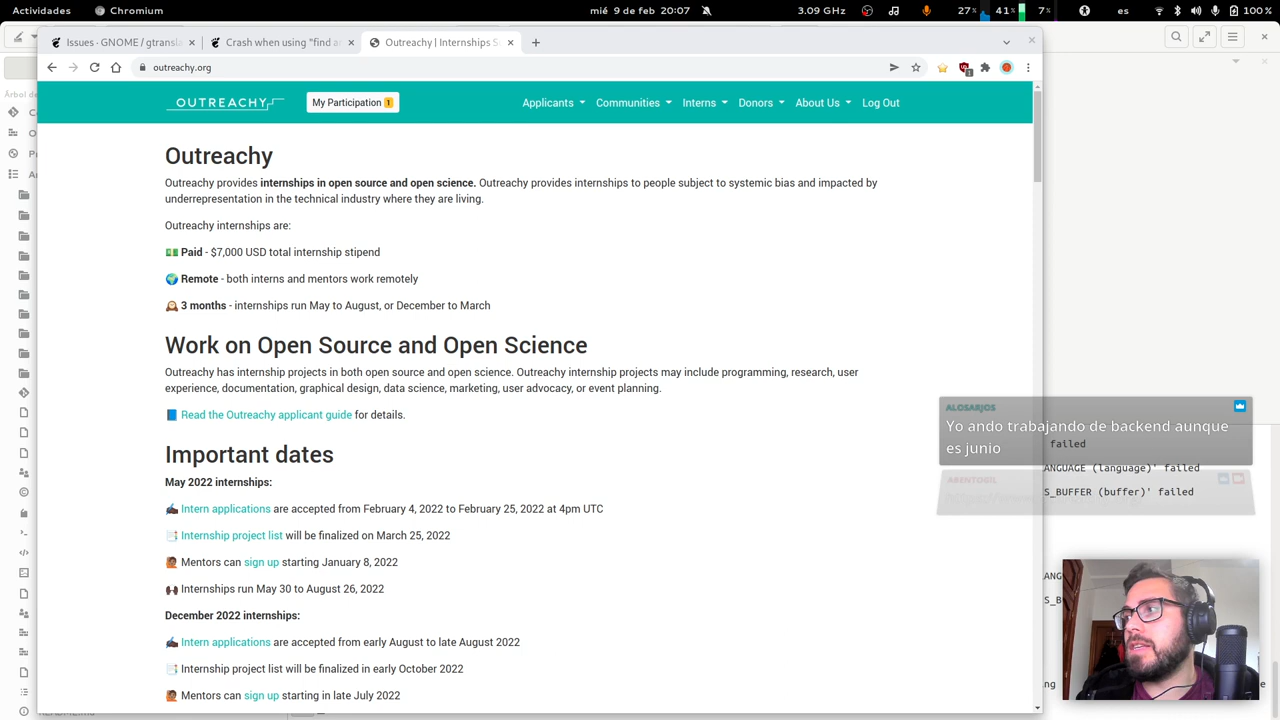 Actividades
Chromium
mié 9 de feb 20:07
3.09 GHz
27%
41%
7%
es
100 %
Issues · GNOME / gtransla
Crash when using "find a
Outreachy | Internships S
outreachy.org
OUTREACHY
My Participation 1
Applicants
Communities
Interns
Donors
About Us
Log Out
Árbol de
Outreachy
Outreachy provides internships in open source and open science. Outreachy provides internships to people subject to systemic bias and impacted by
underrepresentation in the technical industry where they are living.
Outreachy internships are:
Paid - $7,000 USD total internship stipend
Remote - both interns and mentors work remotely
3 months - internships run May to August, or December to March
Work on Open Source and Open Science
Outreachy has internship projects in both open source and open science. Outreachy internship projects may include programming, research, user
experience, documentation, graphical design, data science, marketing, user advocacy, or event planning.
Read the Outreachy applicant guide for details.
Important dates
May 2022 internships:
Intern applications are accepted from February 4, 2022 to February 25, 2022 at 4pm UTC
Internship project list will be finalized on March 25, 2022
Mentors can sign up starting January 8, 2022
Internships run May 30 to August 26, 2022
December 2022 internships:
Intern applications are accepted from early August to late August 2022
Internship project list will be finalized in early October 2022
Mentors can sign up starting in late July 2022
ALOSARJOS
Yo ando trabajando de backend aunque
es junio
failed
ANGUAGE (language)' failed
S_BUFFER (buffer)' failed
ANG
S_B
ng
README.md